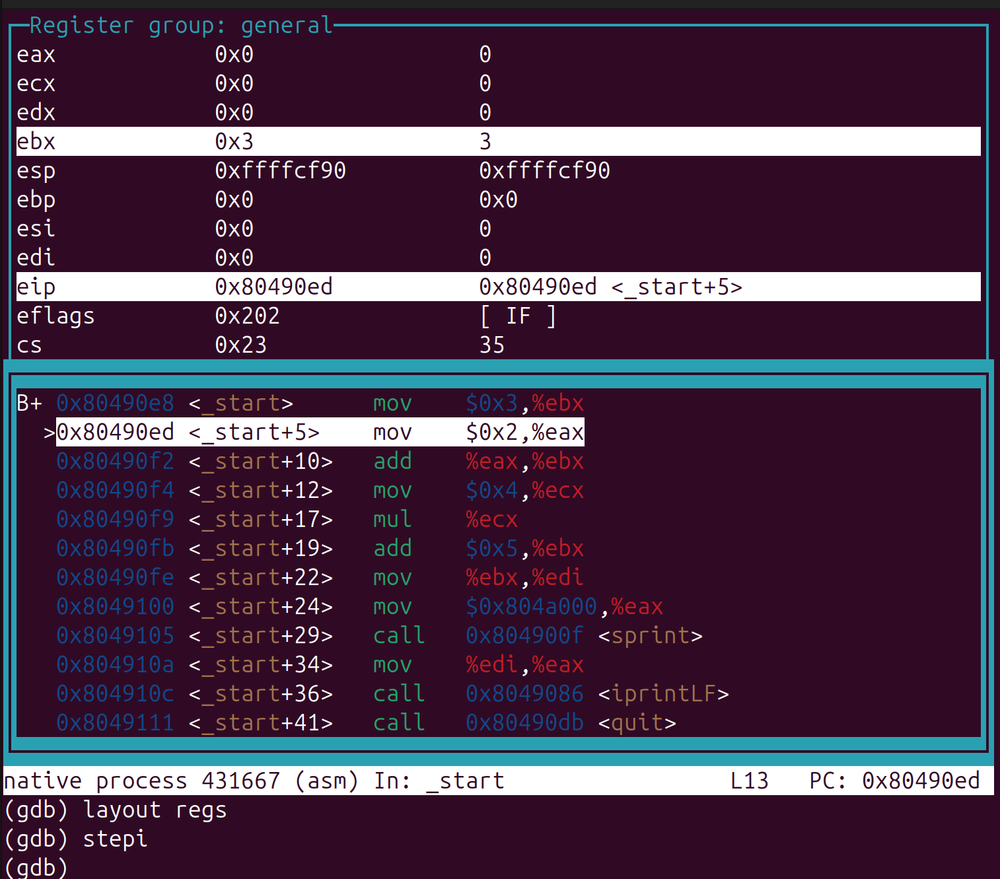 Register group: general
eax 0x0 0
ecx 0x0 0
edx 0x0 0
ebx 0x3 3
esp 0xffffcf90 0xffffcf90
ebp 0x0 0x0
esi 0x0 0
edi 0x0 0
eip 0x80490ed 0x80490ed <_start+5>
eflags 0x202 [ IF ]
cs 0x23 35
B+ 0x80490e8 <_start> mov $0x3,%ebx
>0x80490ed <_start+5> mov $0x2,%eax
0x80490f2 <_start+10> add %eax,%ebx
0x80490f4 <_start+12> mov $0x4,%ecx
0x80490f9 <_start+17> mul %ecx
0x80490fb <_start+19> add $0x5,%ebx
0x80490fe <_start+22> mov %ebx,%edi
0x8049100 <_start+24> mov $0x804a000,%eax
0x8049105 <_start+29> call 0x804900f <sprint>
0x804910a <_start+34> mov %edi,%eax
0x804910c <_start+36> call 0x8049086 <iprintLF>
0x8049111 <_start+41> call 0x80490db <quit>
native process 431667 (asm) In: _start L13 PC: 0x80490ed
(gdb) layout regs
(gdb) stepi
(gdb)